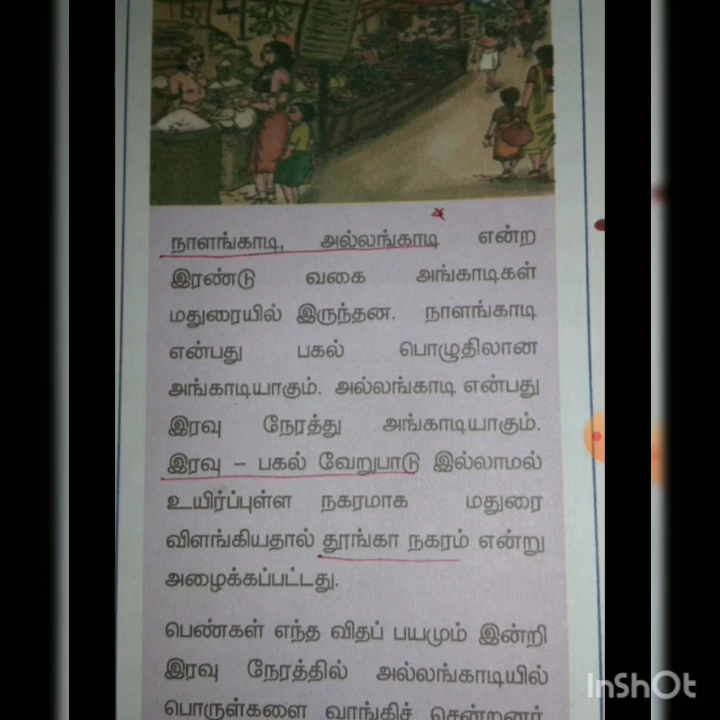 நாளங்காடி, அல்லங்காடி என்ற
இரண்டு வகை அங்காடிகள்
மதுரையில் இருந்தன. நாளங்காடி
என்பது பகல் பொழுதிலான
அங்காடியாகும். அல்லங்காடி என்பது
இரவு நேரத்து அங்காடியாகும்.
இரவு – பகல் வேறுபாடு இல்லாமல்
உயிர்ப்புள்ள நகரமாக மதுரை
விளங்கியதால் தூங்கா நகரம் என்று
அழைக்கப்பட்டது.
பெண்கள் எந்த விதப் பயமும் இன்றி
இரவு நேரத்தில் அல்லங்காடியில்
பொருள்களை வாங்கிச் சென்றனர்
InShOt